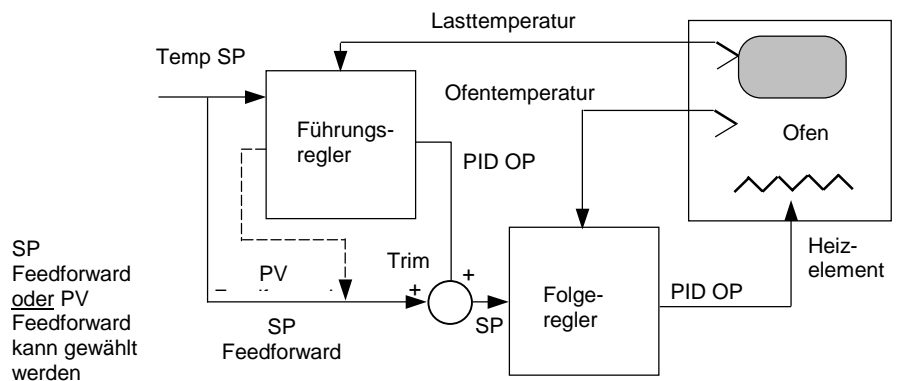 Lasttemperatur
Temp SP
Ofentemperatur
Führungs-
regler
Ofen
PID OP
SP
Feedforward
oder PV
Feedforward
kann gewählt
werden
PV
Trim
+
+
Folge-
regler
PID OP
Heiz-
element
SP
SP
Feedforward